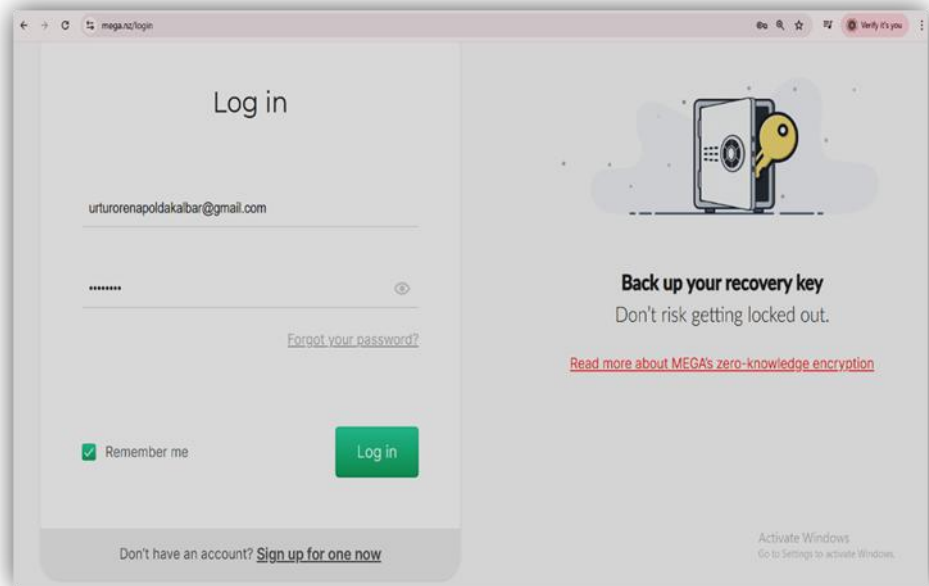 mega.nz/login
Verify it's you
Log in
urturorenapoldakalbar@gmail.com
••••••••
Forgot your password?
Remember me
Log in
Don't have an account? Sign up for one now
Back up your recovery key
Don't risk getting locked out.
Read more about MEGA's zero-knowledge encryption
Activate Windows
Go to Settings to activate Windows.